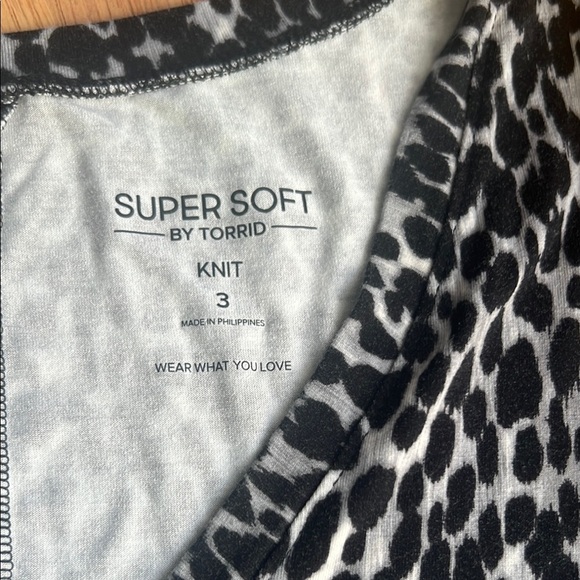 SUPER SOFT
BY TORRID
KNIT
3
MADE IN PHILIPPINES
WEAR WHAT YOU LOVE